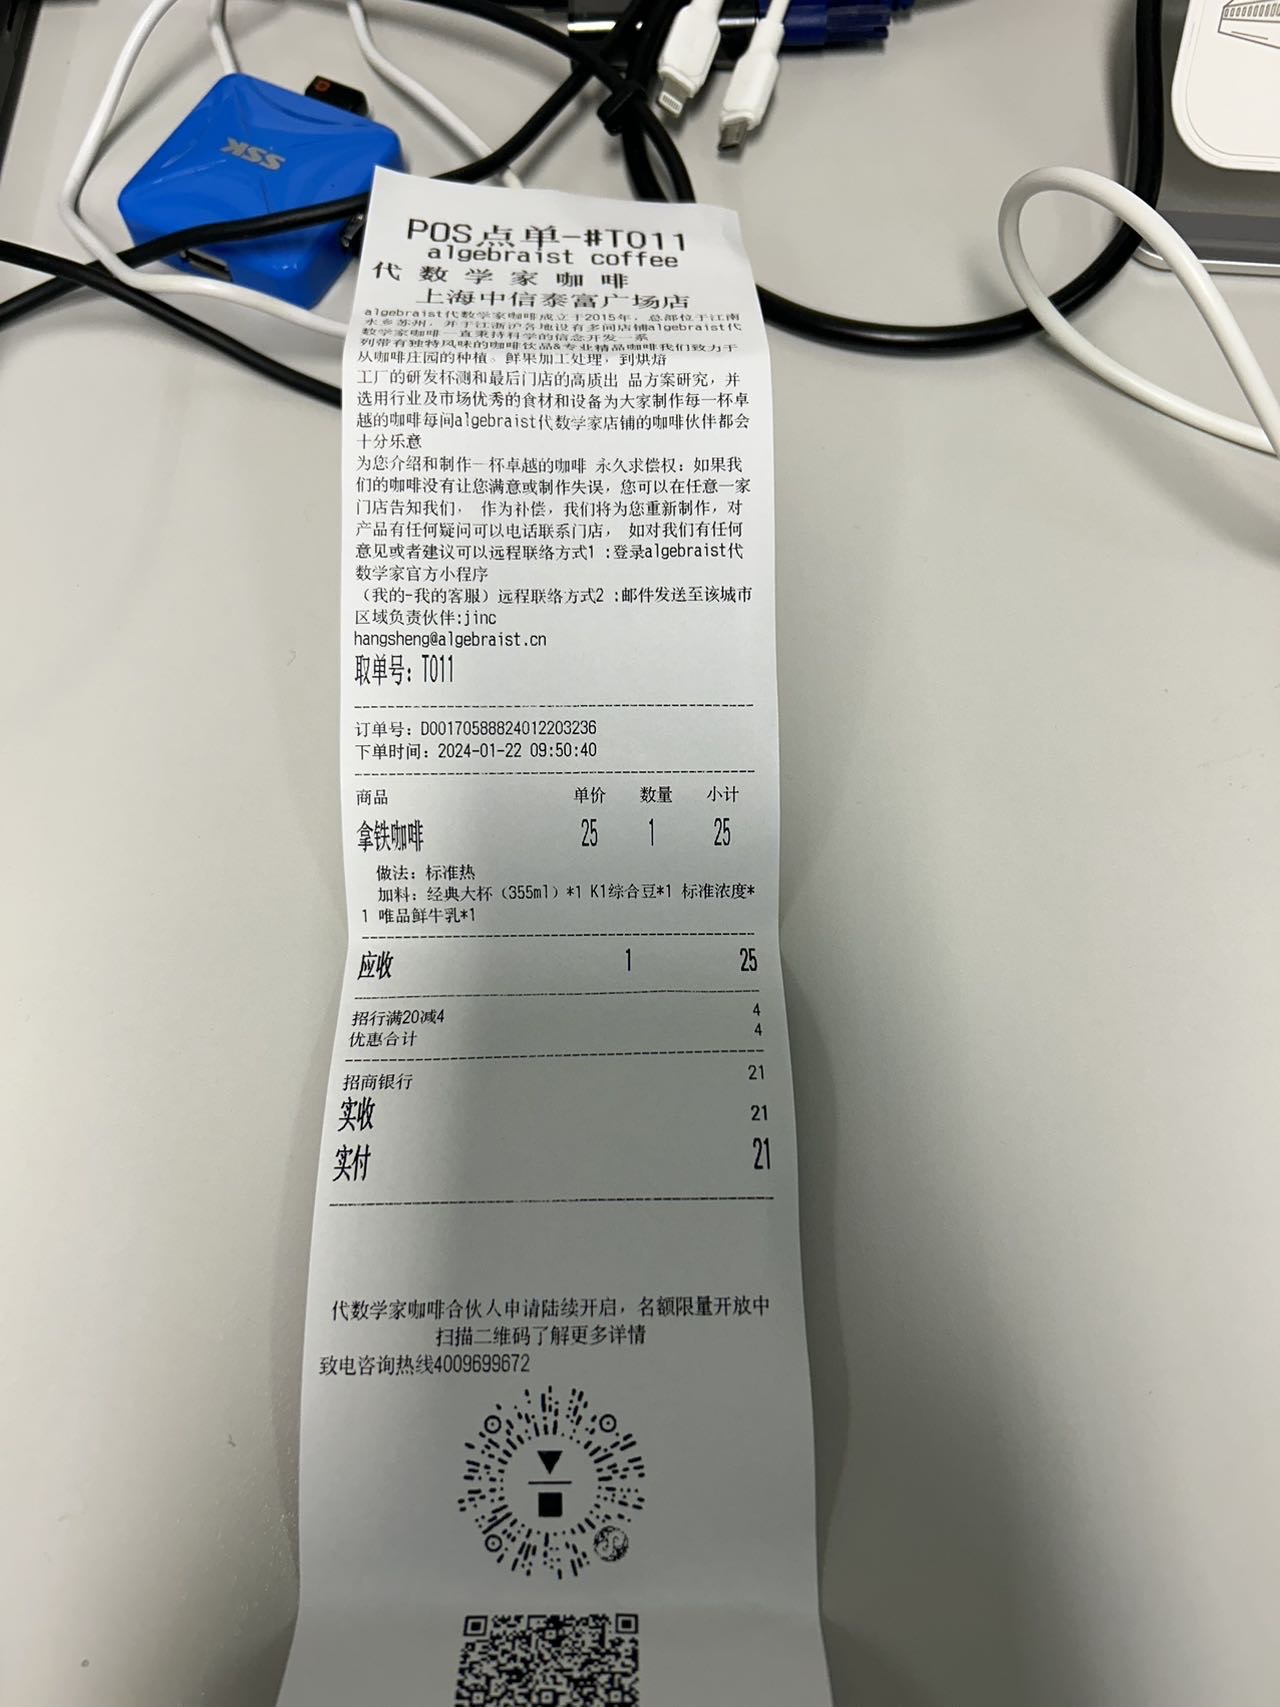 SSK
POS点单-#T011
algebraist coffee
代数学家咖啡
上海中信泰富广场店
algebraist代数学家咖啡成立于2015年，总部位于江南
水乡苏州，并于江浙沪各地设有多间店铺algebraist代
数学家咖啡一直秉持科学的信念开发一系
列带有独特风味的咖啡饮品&专业精品咖啡我们致力于
从咖啡庄园的种植。鲜果加工处理，到烘焙
工厂的研发杯测和最后门店的高质出 品方案研究，并
选用行业及市场优秀的食材和设备为大家制作每一杯卓
越的咖啡每间algebraist代数学家店铺的咖啡伙伴都会
十分乐意
为您介绍和制作一杯卓越的咖啡 永久求偿权：如果我
们的咖啡没有让您满意或制作失误，您可以在任意一家
门店告知我们， 作为补偿，我们将为您重新制作，对
产品有任何疑问可以电话联系门店， 如对我们有任何
意见或者建议可以远程联络方式1 :登录algebraist代
数学家官方小程序
（我的-我的客服）远程联络方式2 :邮件发送至该城市
区域负责伙伴:jinc
hangsheng@algebraist.cn
取单号：T011
订单号：D00170588824012203236
下单时间：2024-01-22 09:50:40
商品 单价 数量 小计
拿铁咖啡 25 1 25
做法：标准热
加料：经典大杯（355ml）*1 K1综合豆*1 标准浓度*
1 唯品鲜牛乳*1
应收 1 25
招行满20减4 4
优惠合计 4
招商银行 21
实收 21
实付 21
代数学家咖啡合伙人申请陆续开启，名额限量开放中
扫描二维码了解更多详情
致电咨询热线4009699672